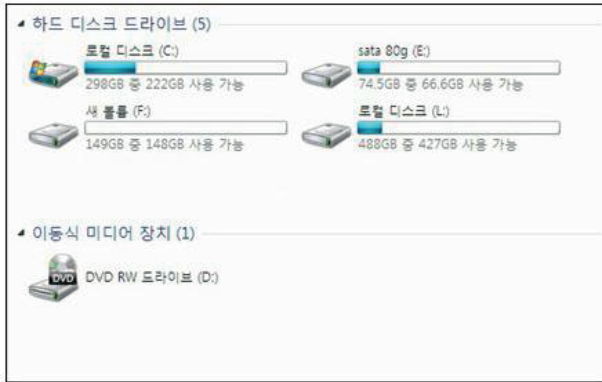 하드 디스크 드라이브 (5)
로컬 디스크 (C:)
298GB 중 222GB 사용 가능
sata 80g (E:)
74.5GB 중 66.6GB 사용 가능
새 볼륨 (F:)
149GB 중 148GB 사용 가능
로컬 디스크 (L:)
488GB 중 427GB 사용 가능
이동식 미디어 장치 (1)
DVD
DVD RW 드라이브 (D:)